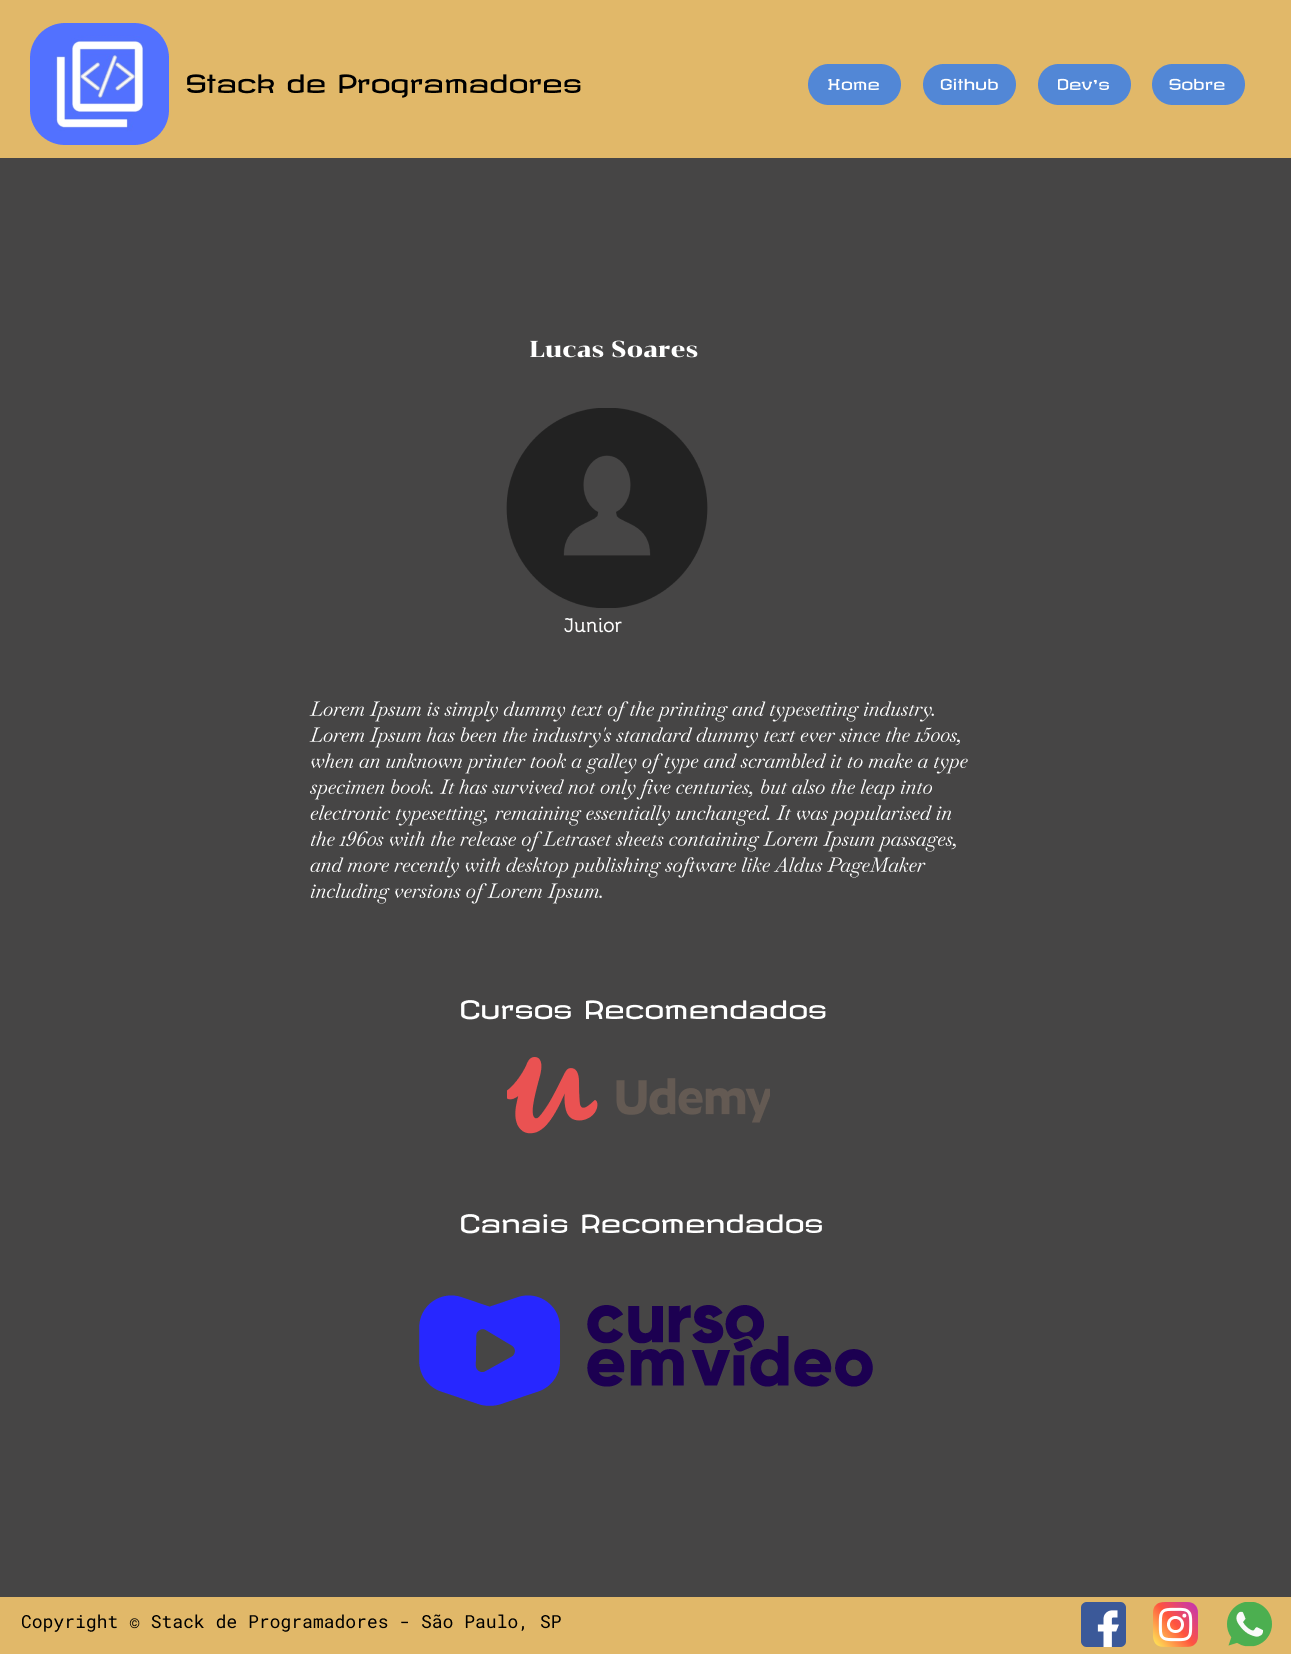 Stack de Programadores
Home
Github
Dev's
Sobre
Lucas Soares
Junior
Lorem Ipsum is simply dummy text of the printing and typesetting industry.
Lorem Ipsum has been the industry's standard dummy text ever since the 1500s,
when an unknown printer took a galley of type and scrambled it to make a type
specimen book. It has survived not only five centuries, but also the leap into
electronic typesetting, remaining essentially unchanged. It was popularised in
the 1960s with the release of Letraset sheets containing Lorem Ipsum passages,
and more recently with desktop publishing software like Aldus PageMaker
including versions of Lorem Ipsum.
Cursos Recomendados
Udemy
Canais Recomendados
curso
em vídeo
Copyright © Stack de Programadores - São Paulo, SP